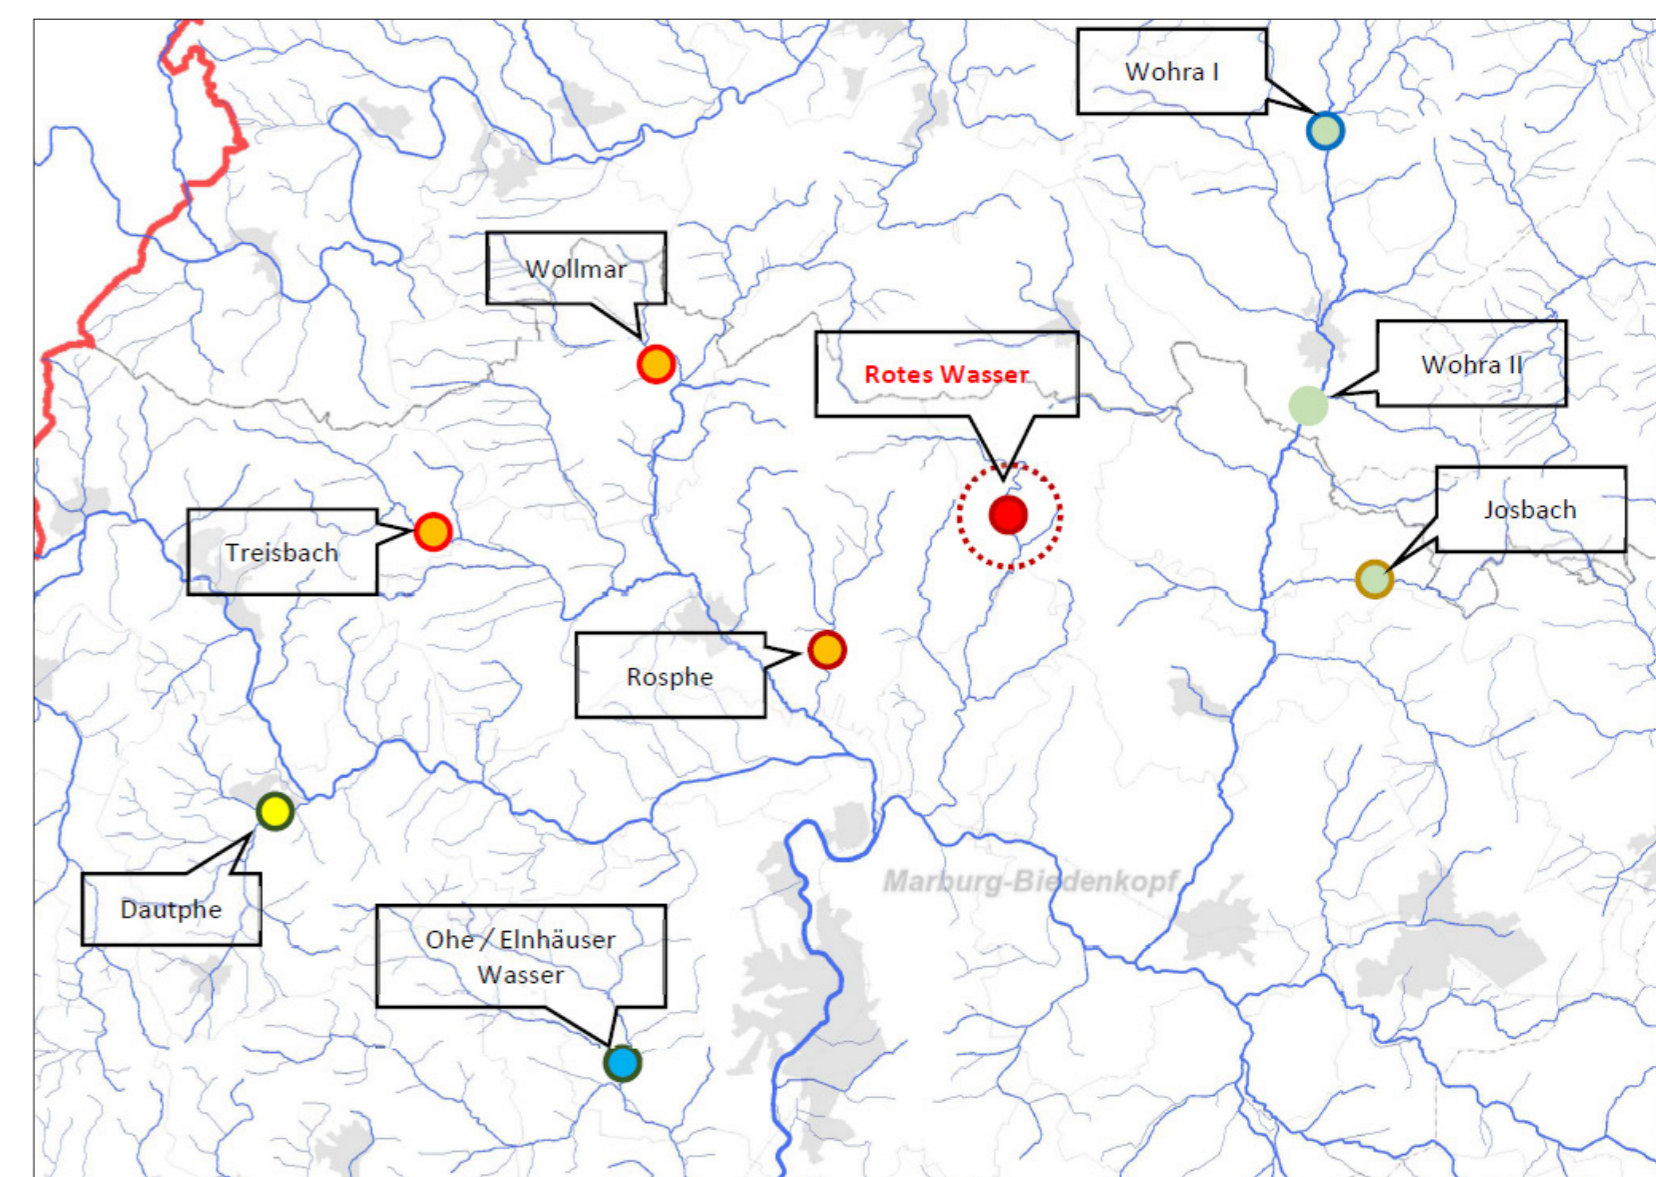 Wohra I
Wollmar
Rotes Wasser
Wohra II
Josbach
Treisbach
Rosphe
Marburg-Biedenkopf
Dautphe
Ohe / Elnhäuser
Wasser